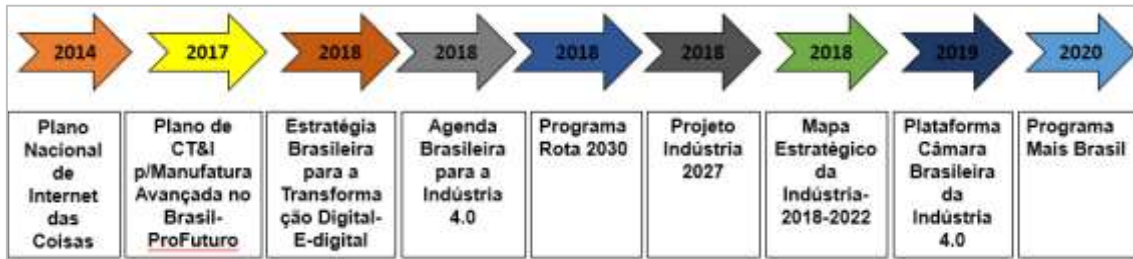 2014
2017
2018
2018
2018
2018
2018
2019
2020
Plano
Nacional
de
Internet
das
Coisas
Plano de
CT&I
p/Manufatura
Avançada no
Brasil-
ProFuturo
Estratégia
Brasileira
para a
Transforma
ção Digital-
E-digital
Agenda
Brasileira
para a
Indústria
4.0
Programa
Rota 2030
Projeto
Indústria
2027
Mapa
Estratégico
da
Indústria-
2018-2022
Plataforma
Câmara
Brasileira
da
Indústria
4.0
Programa
Mais Brasil